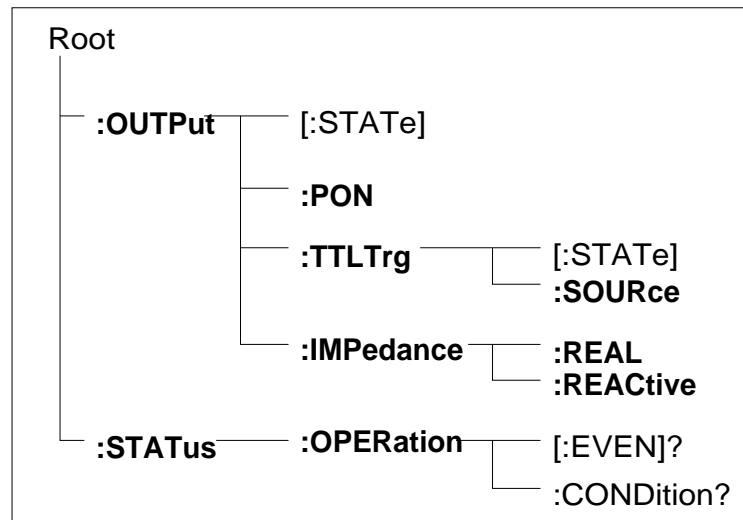 Root
:OUTPut [:STATe]
:PON
:TTLTrg [:STATe]
:SOURce
:IMPedance :REAL
:REACtive
:STATus :OPERation [:EVEN]?
:CONDition?